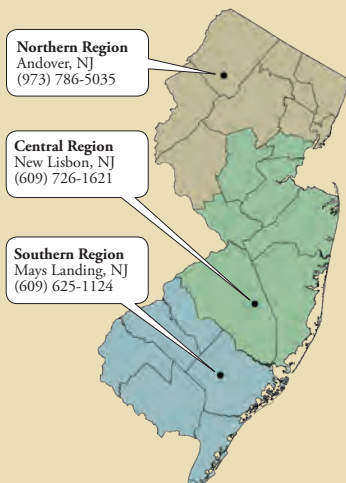 Northern Region
Andover, NJ
(973) 786-5035
Central Region
New Lisbon, NJ
(609) 726-1621
Southern Region
Mays Landing, NJ
(609) 625-1124